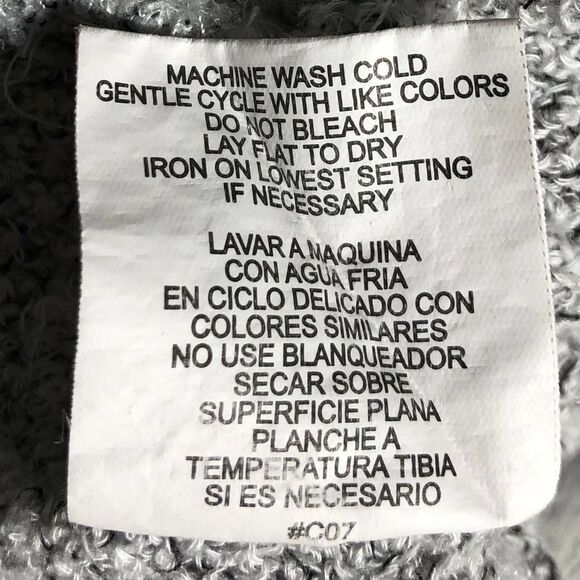 MACHINE WASH COLD
GENTLE CYCLE WITH LIKE COLORS
DO NOT BLEACH
LAY FLAT TO DRY
IRON ON LOWEST SETTING
IF NECESSARY
LAVAR A MAQUINA
CON AGUA FRIA
EN CICLO DELICADO CON
COLORES SIMILARES
NO USE BLANQUEADOR
SECAR SOBRE
SUPERFICIE PLANA
PLANCHE A
TEMPERATURA TIBIA
SI ES NECESARIO
#C07